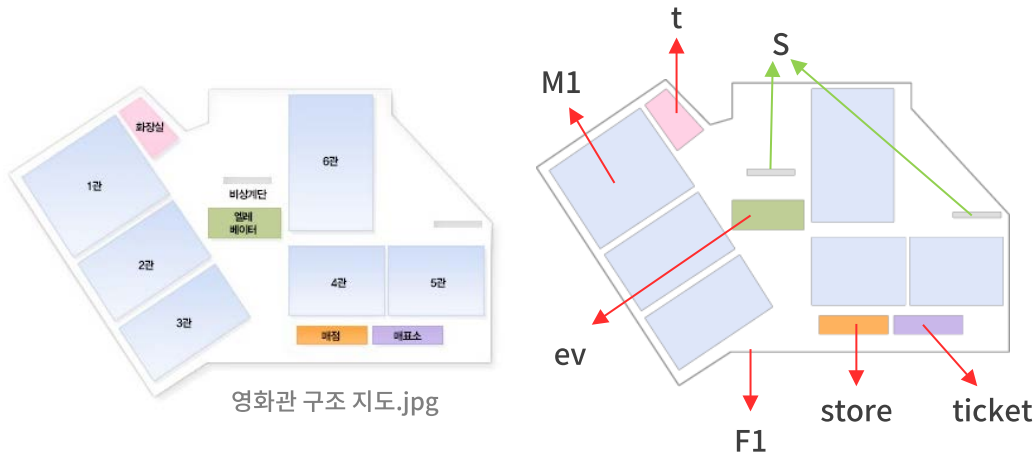 화장실
1관
2관
3관
비상계단
엘레
베이터
6관
4관
5관
매점
매표소
영화관 구조 지도.jpg
t
S
M1
ev
F1
store
ticket